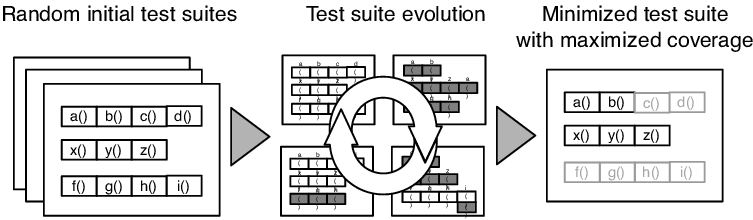 Random initial test suites
Test suite evolution
Minimized test suite
with maximized coverage
a() b() c() d()
x() y() z()
f() g() h() i()
a b c d
a b
x y z a
a() b() c() d()
x() y() z()
f() g() h() i()